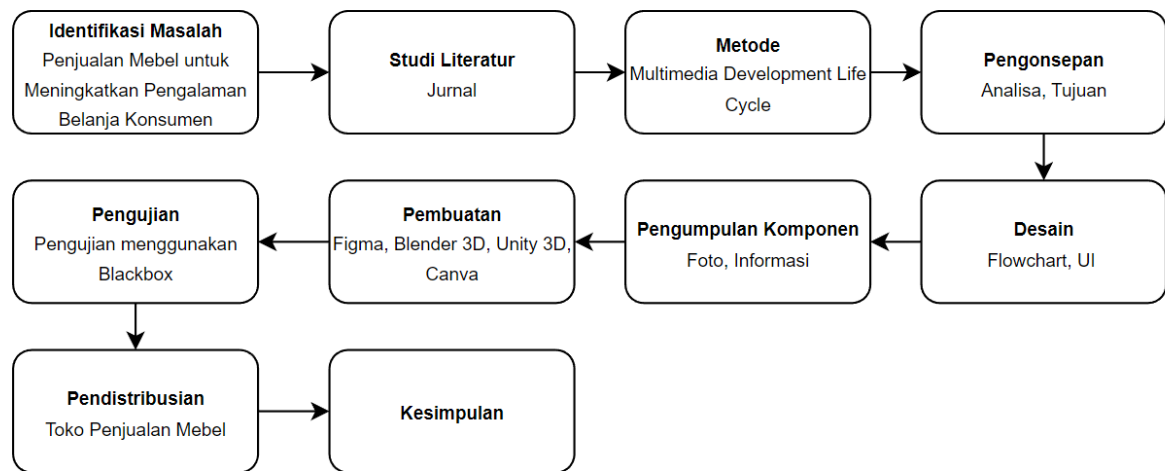 Identifikasi Masalah
Penjualan Mebel untuk
Meningkatkan Pengalaman
Belanja Konsumen
Studi Literatur
Jurnal
Metode
Multimedia Development Life
Cycle
Pengonsepan
Analisa, Tujuan
Desain
Flowchart, UI
Pengumpulan Komponen
Foto, Informasi
Pembuatan
Figma, Blender 3D, Unity 3D,
Canva
Pengujian
Pengujian menggunakan
Blackbox
Pendistribusian
Toko Penjualan Mebel
Kesimpulan